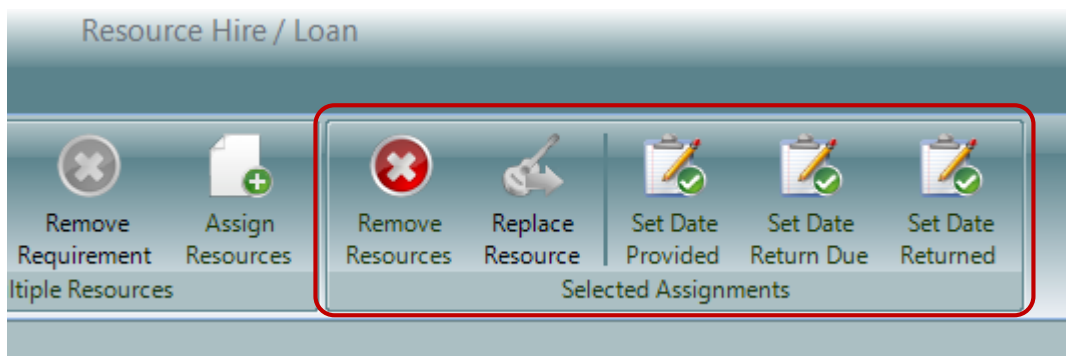 Resource Hire / Loan
Remove Requirement
Assign Resources
Remove Resources
Replace Resource
Set Date Provided
Set Date Return Due
Set Date Returned
ltiple Resources
Selected Assignments